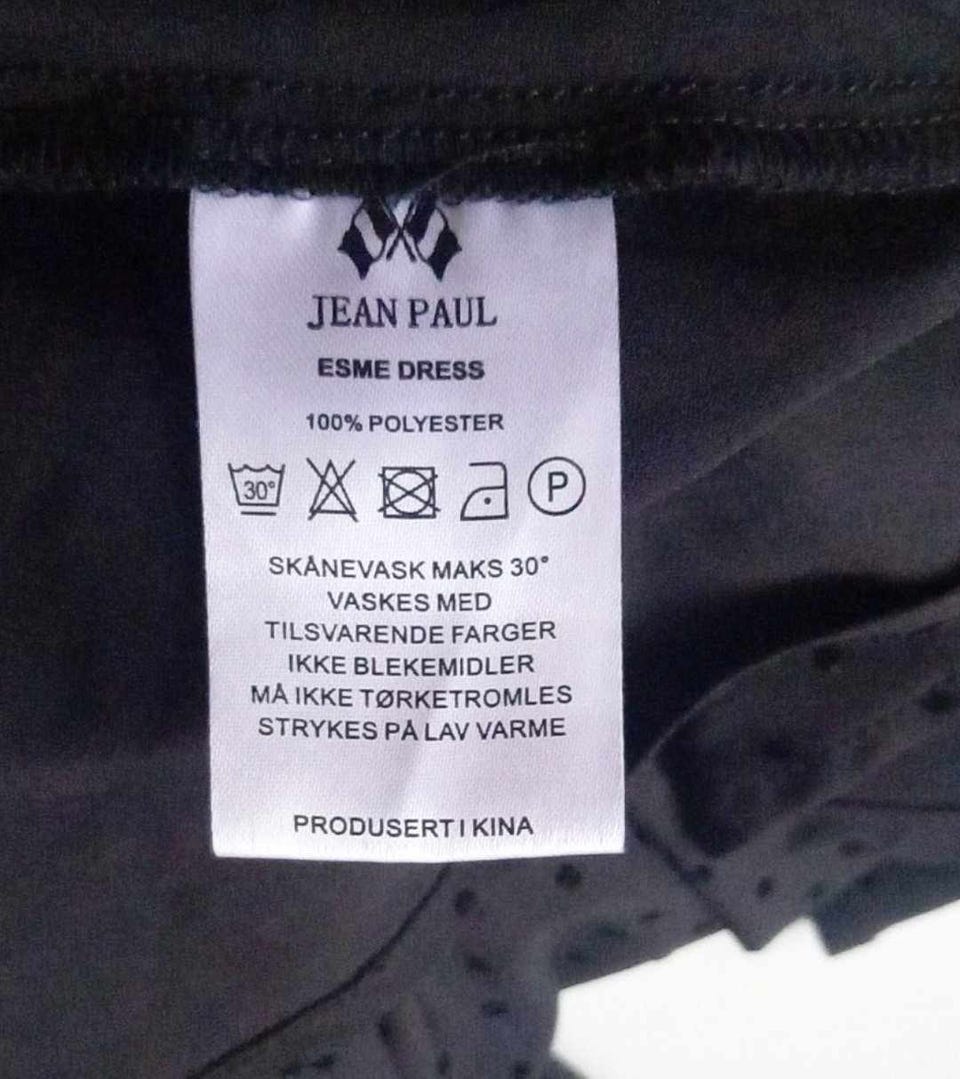 JEAN PAUL
ESME DRESS
100% POLYESTER
30° P
SKÅNEVASK MAKS 30°
VASKES MED
TILSVARENDE FARGER
IKKE BLEKEMIDLER
MÅ IKKE TØRKETROMLES
STRYKES PÅ LAV VARME
PRODUSERT I KINA